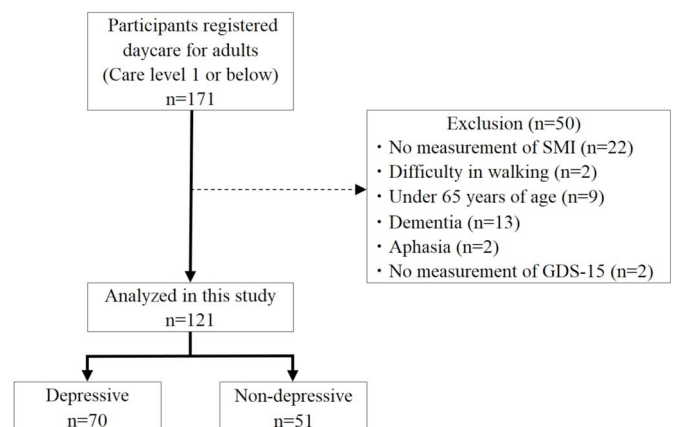 Participants registered
daycare for adults
(Care level 1 or below)
n=171
Exclusion (n=50)
・No measurement of SMI (n=22)
・Difficulty in walking (n=2)
・Under 65 years of age (n=9)
・Dementia (n=13)
・Aphasia (n=2)
・No measurement of GDS-15 (n=2)
Analyzed in this study
n=121
Depressive
n=70
Non-depressive
n=51